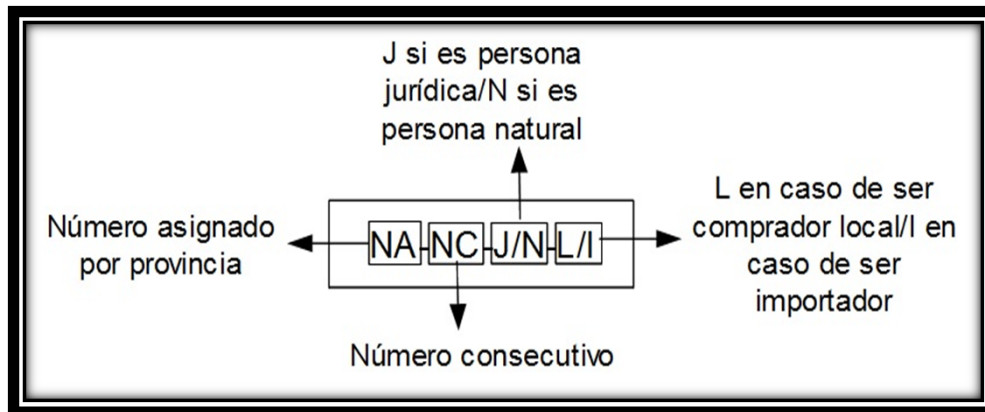 J si es persona
jurídica/N si es
persona natural
Número asignado
por provincia
NA-NC-J/N-L/I
L en caso de ser
comprador local/I en
caso de ser
importador
Número consecutivo